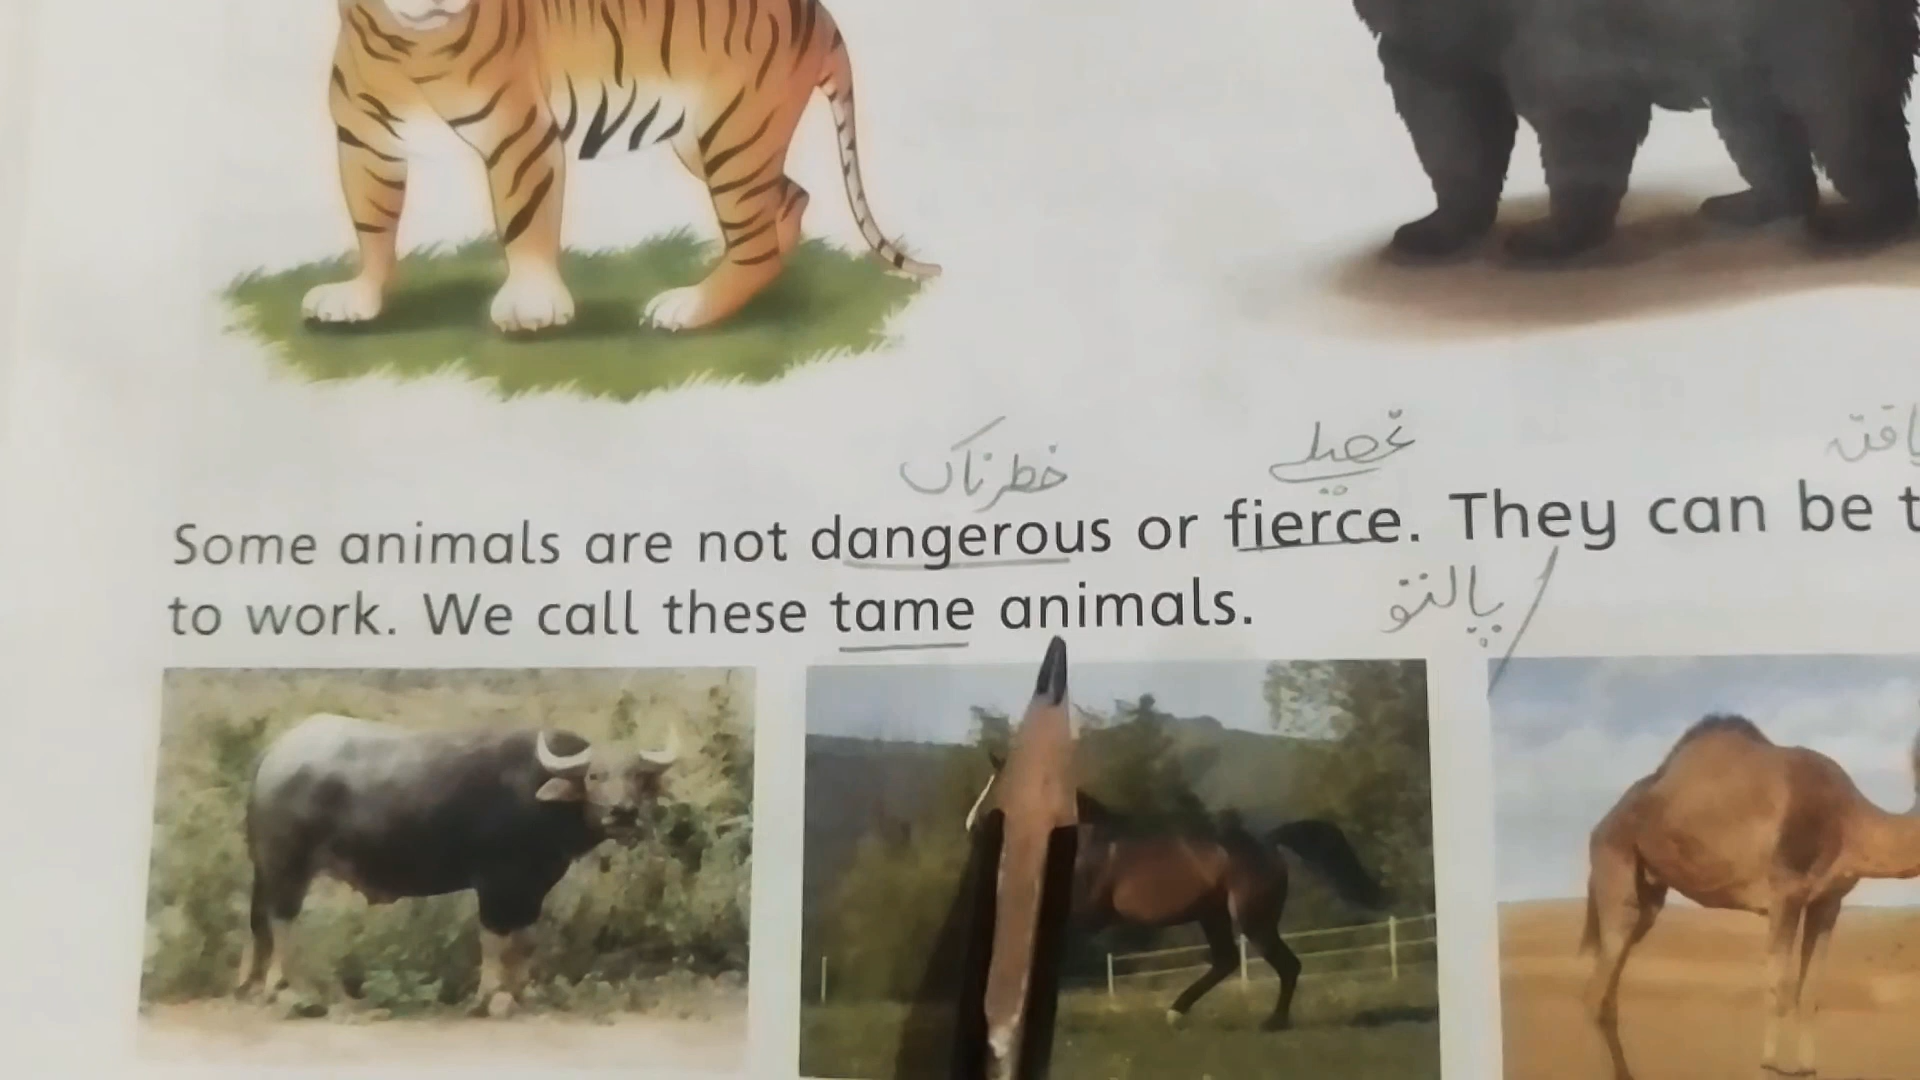 خطرناک غصیلے یافتہ
Some animals are not dangerous or fierce. They can be t
to work. We call these tame animals. پالتو